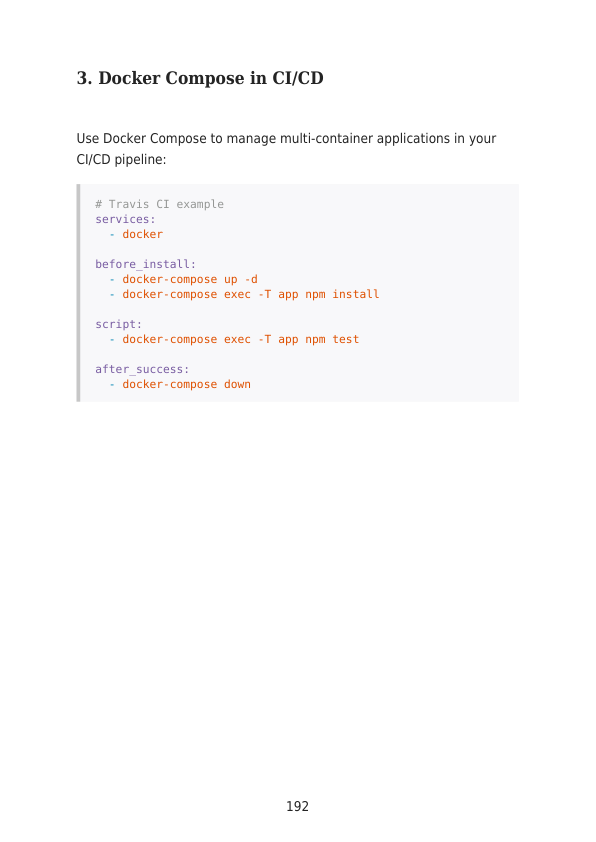 3. Docker Compose in CI/CD
Use Docker Compose to manage multi-container applications in your
CI/CD pipeline:
# Travis CI example
services:
  - docker
before_install:
  - docker-compose up -d
  - docker-compose exec -T app npm install
script:
  - docker-compose exec -T app npm test
after_success:
  - docker-compose down
192